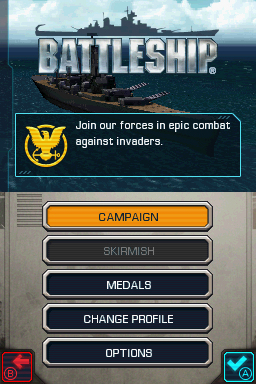 BATTLESHIP®
Join our forces in epic combat
against invaders.
CAMPAIGN
SKIRMISH
MEDALS
CHANGE PROFILE
OPTIONS
B
A